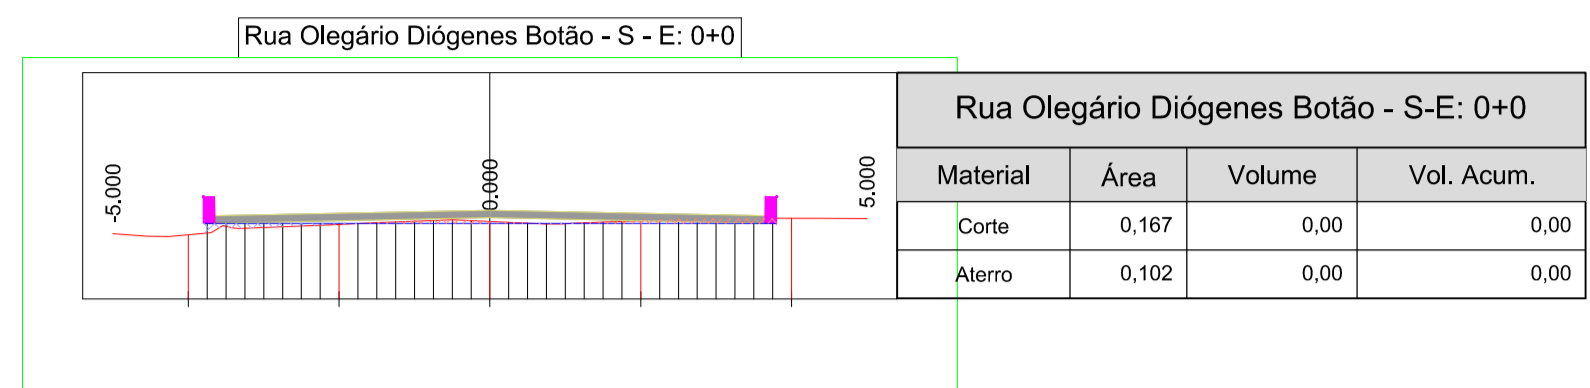 Rua Olegário Diógenes Botão - S - E: 0+0
-5.000
0.000
5.000
Rua Olegário Diógenes Botão - S-E: 0+0
Material Área Volume Vol. Acum.
Corte 0,167 0,00 0,00
Aterro 0,102 0,00 0,00